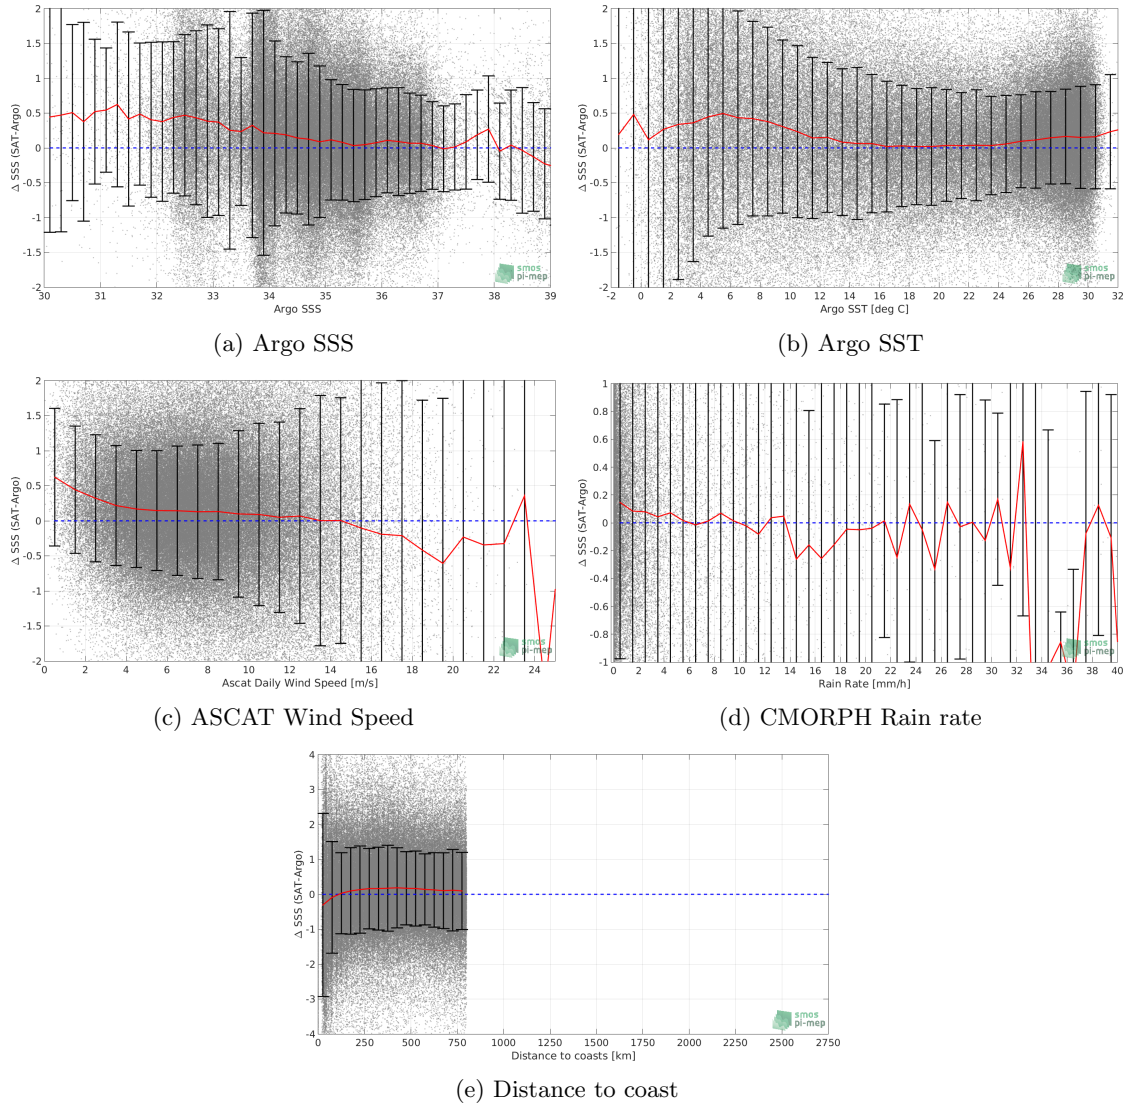 2
1.5
1
0.5
0
-0.5
-1
-1.5
-2
Δ SSS (SAT-Argo)
30 31 32 33 34 35 36 37 38 39
Argo SSS
smos
pi-mep
(a) Argo SSS
2
1.5
1
0.5
0
-0.5
-1
-1.5
-2
Δ SSS (SAT-Argo)
-2 0 2 4 6 8 10 12 14 16 18 20 22 24 26 28 30 32
Argo SST [deg C]
smos
pi-mep
(b) Argo SST
2
1.5
1
0.5
0
-0.5
-1
-1.5
-2
Δ SSS (SAT-Argo)
0 2 4 6 8 10 12 14 16 18 20 22 24
Ascat Daily Wind Speed [m/s]
smos
pi-mep
(c) ASCAT Wind Speed
1
0.8
0.6
0.4
0.2
0
-0.2
-0.4
-0.6
-0.8
-1
Δ SSS (SAT-Argo)
0 2 4 6 8 10 12 14 16 18 20 22 24 26 28 30 32 34 36 38 40
Rain Rate [mm/h]
smos
pi-mep
(d) CMORPH Rain rate
4
3
2
1
0
-1
-2
-3
-4
Δ SSS (SAT-Argo)
0 250 500 750 1000 1250 1500 1750 2000 2250 2500 2750
Distance to coasts [km]
smos
pi-mep
(e) Distance to coast